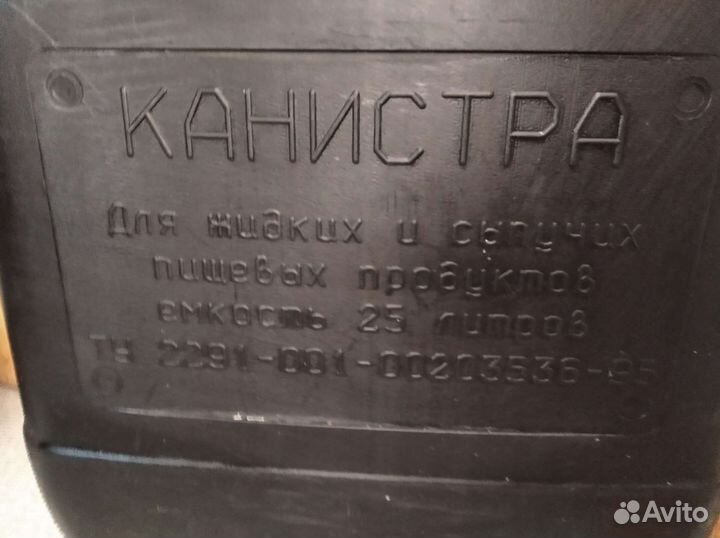 КАНИСТРА
Для жидких и сыпучих
пищевых продуктов
емкость 25 литров
ТУ 2291-001-00203536-95
Avito